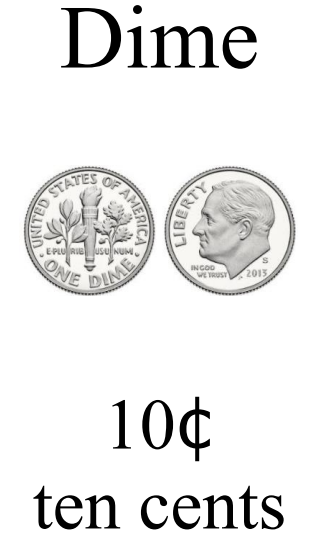 Dime
UNITED STATES OF AMERICA
E·PLURIBUS UNUM
ONE DIME
LIBERTY
IN GOD
WE TRUST
S
2015
10¢
ten cents